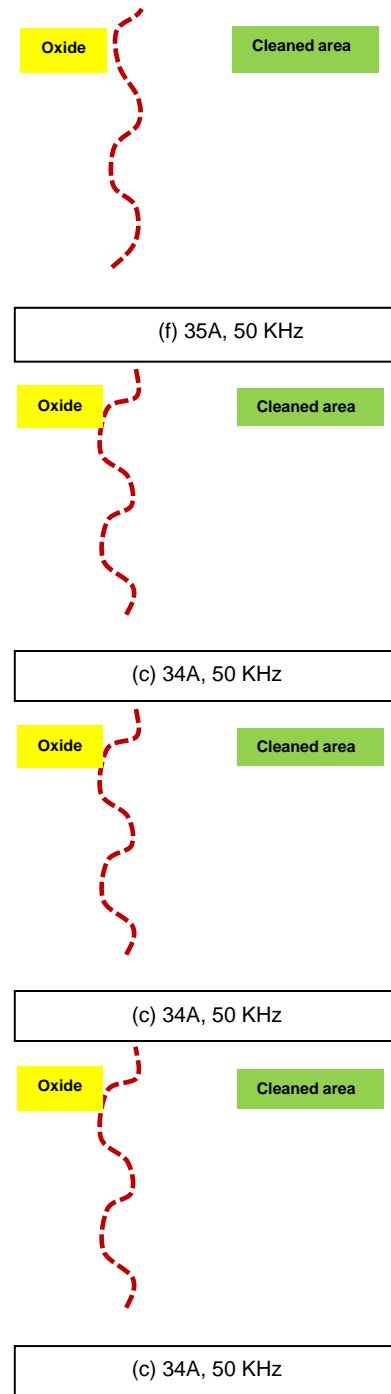 Oxide
Cleaned area
(f) 35A, 50 KHz
Oxide
Cleaned area
(c) 34A, 50 KHz
Oxide
Cleaned area
(c) 34A, 50 KHz
Oxide
Cleaned area
(c) 34A, 50 KHz